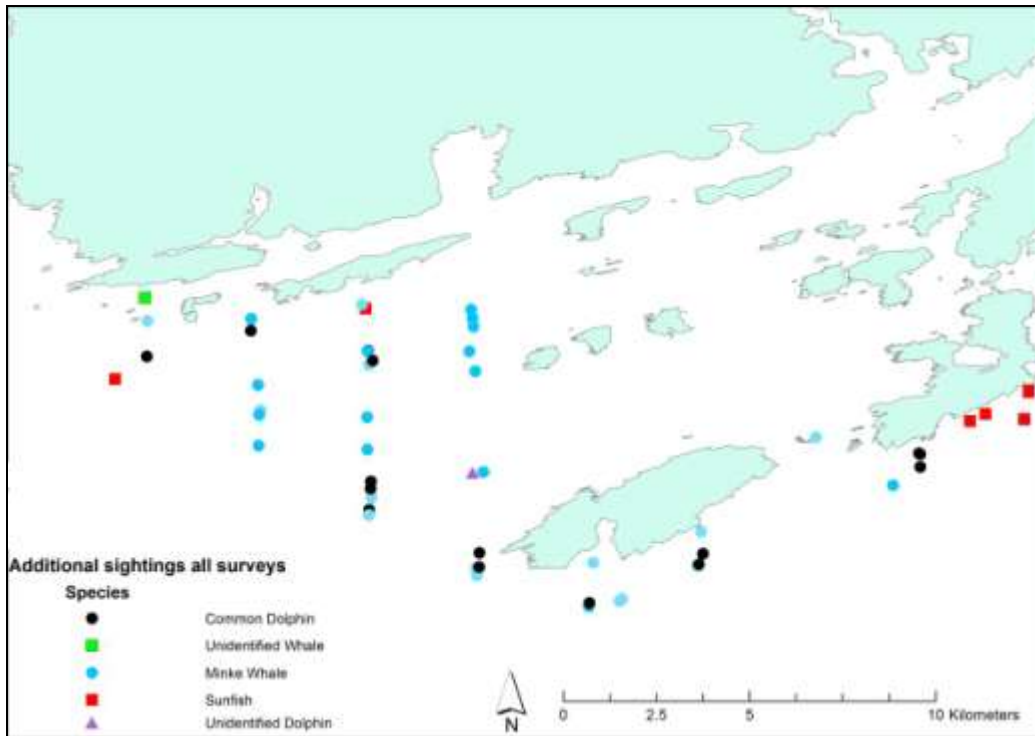 Additional sightings all surveys
Species
Common Dolphin
Unidentified Whale
Minke Whale
Sunfish
Unidentified Dolphin
N
0 2.5 5 10 Kilometers